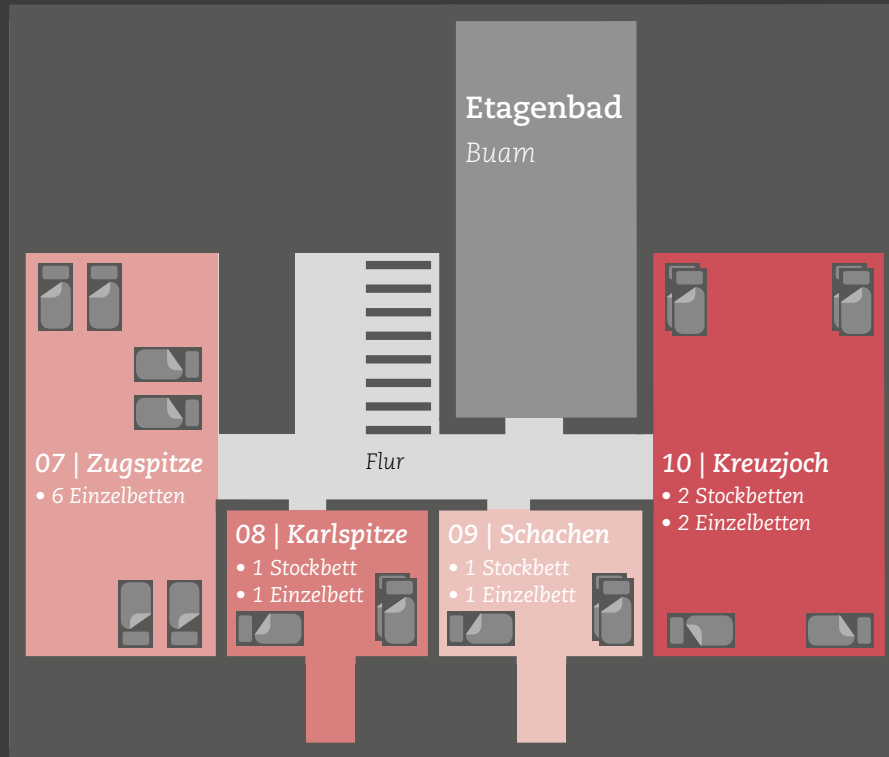 Etagenbad
Buam
07 | Zugspitze
• 6 Einzelbetten
Flur
10 | Kreuzjoch
• 2 Stockbetten
• 2 Einzelbetten
08 | Karlspitze
• 1 Stockbett
• 1 Einzelbett
09 | Schachen
• 1 Stockbett
• 1 Einzelbett